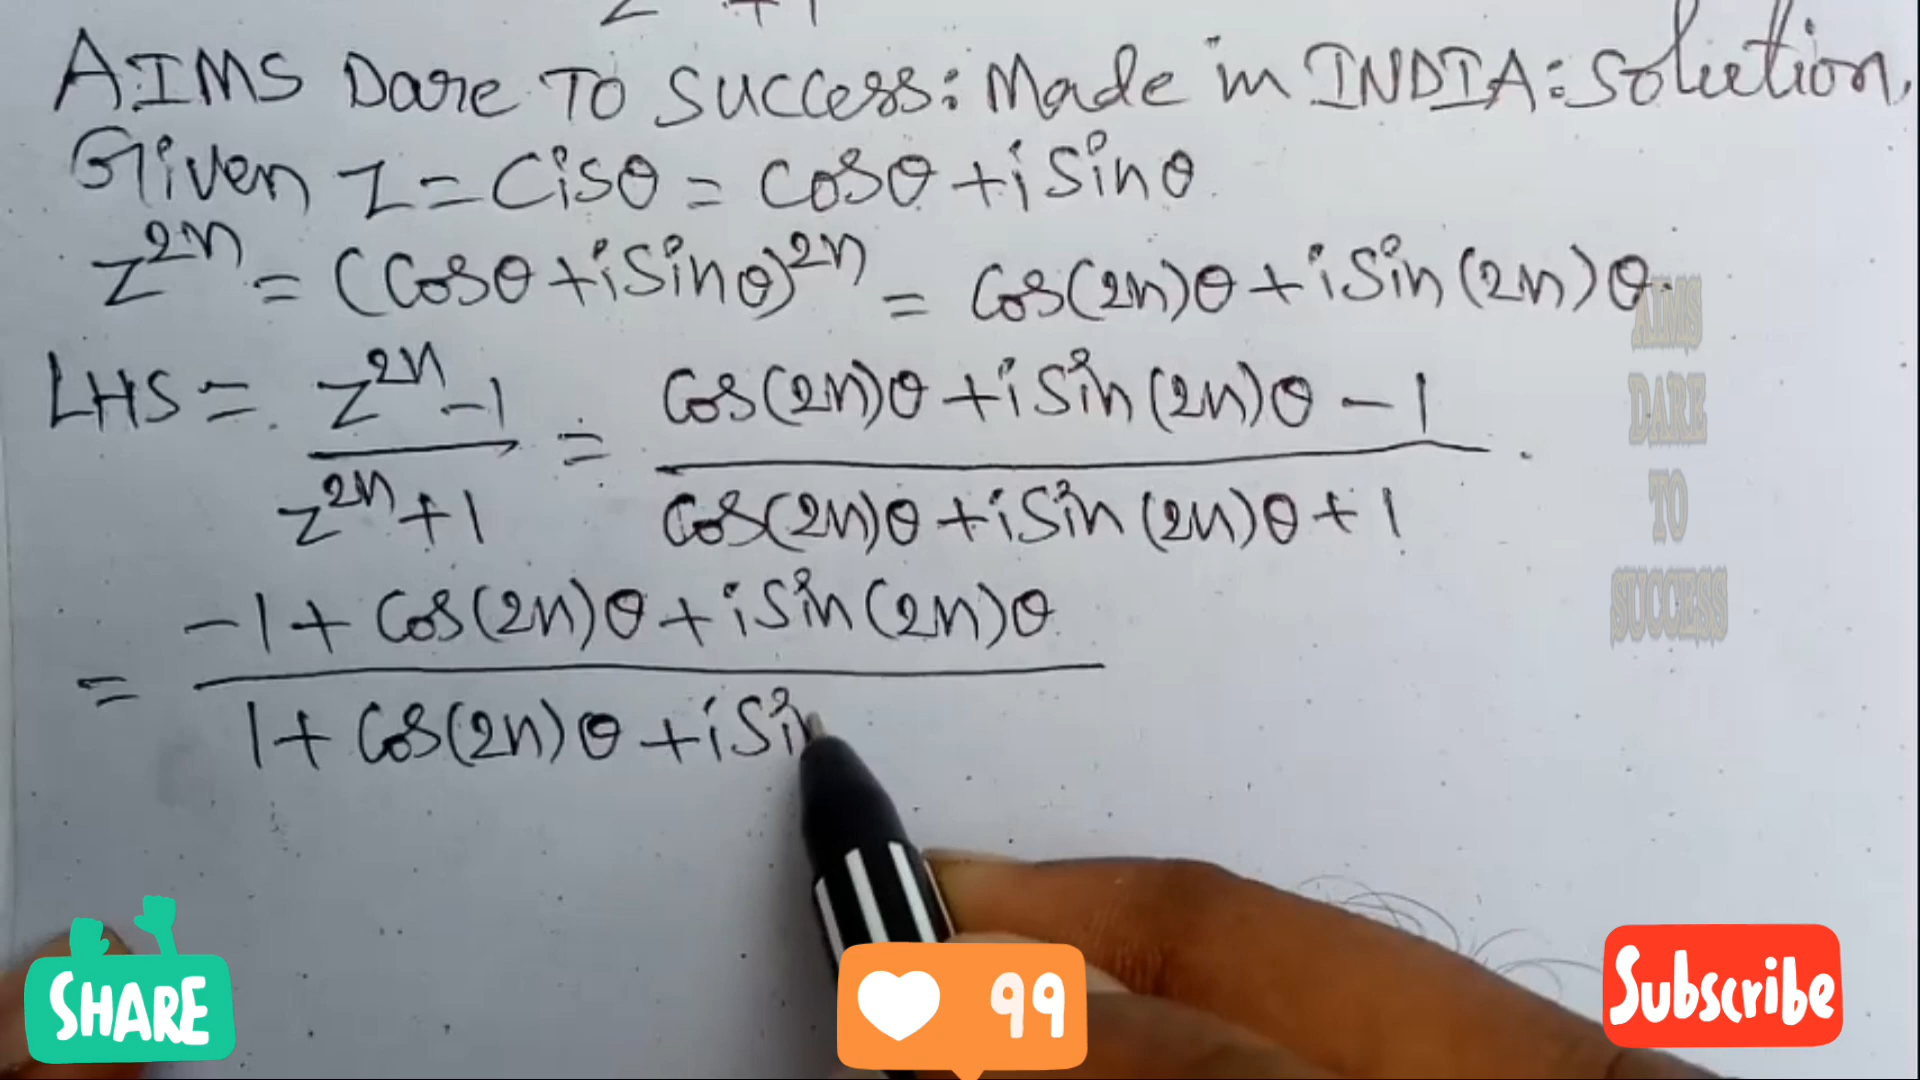 z +1
AIMS Dare To Success: Made in INDIA: Solution.
Given z = Cisθ = Cosθ + i Sinθ
z^2n = (Cosθ + i Sinθ)^2n = Cos(2n)θ + i Sin(2n)θ.
LHS = z^2n - 1 / z^2n + 1 = Cos(2n)θ + i Sin(2n)θ - 1 / Cos(2n)θ + i Sin(2n)θ + 1
= -1 + Cos(2n)θ + i Sin(2n)θ / 1 + Cos(2n)θ + i Sin
AIMS
DARE
TO
SUCCESS
SHARE
99
Subscribe